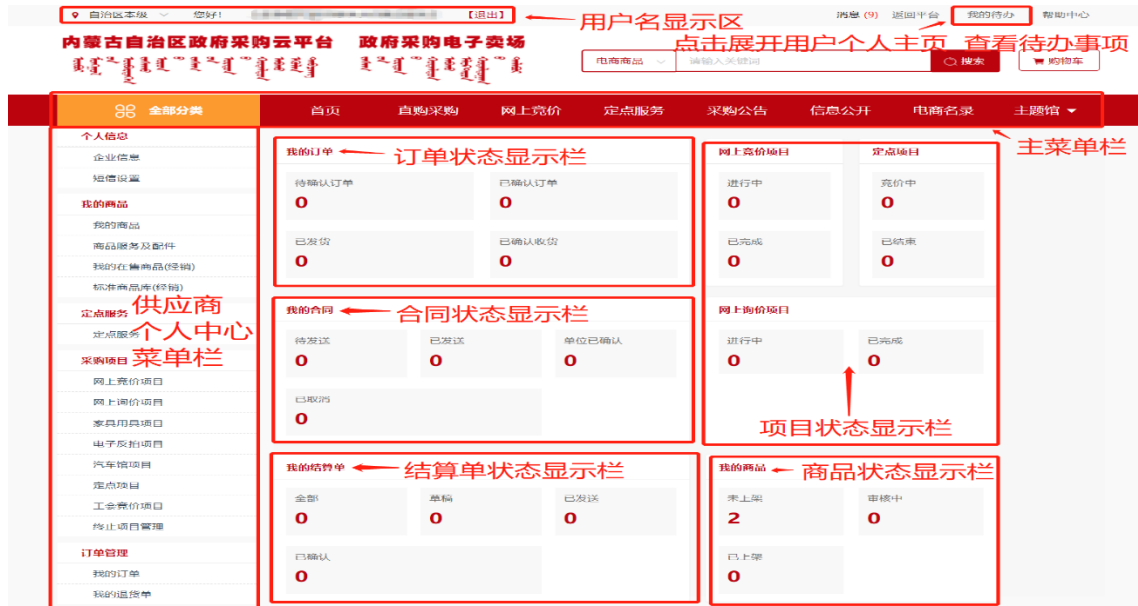 自治区本级 您好! 【退出】 用户名显示区 消息 (9) 返回平台 我的待办 帮助中心
点击展开用户个人主页 查看待办事项
内蒙古自治区政府采购云平台 政府采购电子卖场
电商商品 请输入关键词 搜索 购物车
全部分类 首页 直购采购 网上竞价 定点服务 采购公告 信息公开 电商名录 主题馆
主菜单栏
个人信息
企业信息
短信设置
我的商品
我的商品
商品服务及配件
我的在售商品(经销)
标准商品库(经销)
定点服务
定点服务
采购项目
网上竞价项目
网上询价项目
家具用具项目
电子反拍项目
汽车馆项目
定点项目
工会竞价项目
终止项目管理
订单管理
我的订单
我的退货单
供应商
个人中心
菜单栏
我的订单 订单状态显示栏
待确认订单 已确认订单
0 0
已发货 已确认收货
0 0
网上竞价项目 定点项目
进行中 竞价中
0 0
已完成 已结束
0 0
我的合同 合同状态显示栏
待发送 已发送 单位已确认
0 0 0
已取消
0
网上询价项目
进行中 已完成
0 0
项目状态显示栏
我的结算单 结算单状态显示栏
全部 草稿 已发送
0 0 0
已确认
0
我的商品 商品状态显示栏
未上架 审核中
2 0
已上架
0